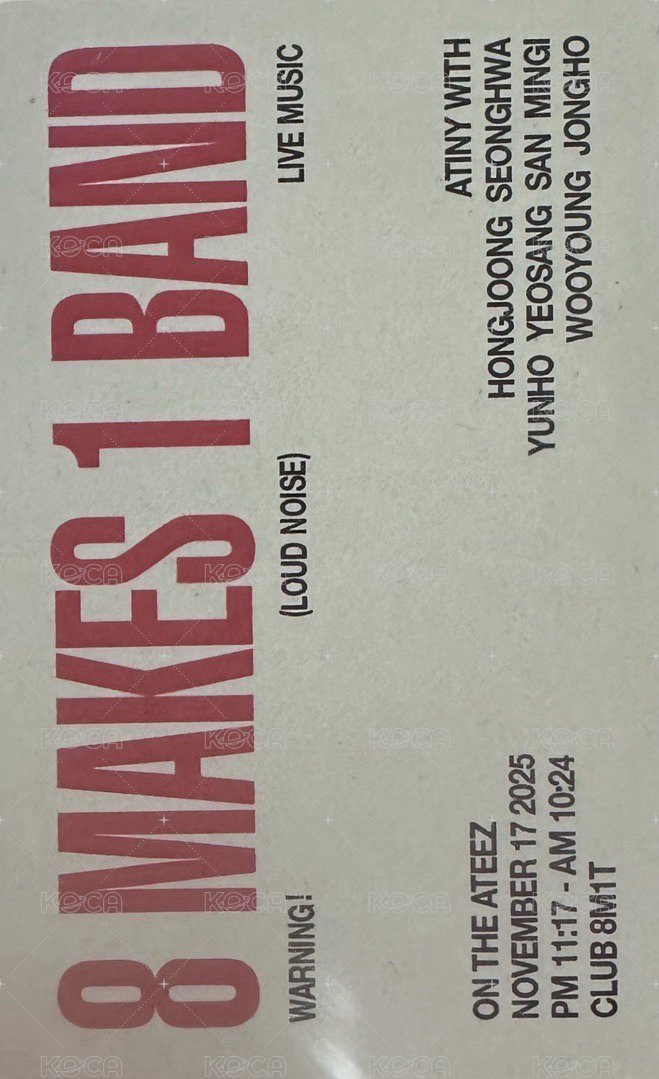 8 MAKES 1 BAND
WARNING! (LOUD NOISE) LIVE MUSIC
ON THE ATEEZ
NOVEMBER 17 2025
PM 11:17 - AM 10:24
CLUB 8M1T
ATINY WITH
HONGJOONG SEONGHWA
YUNHO YEOSANG SAN MINGI
WOOYOUNG JONGHO
KOCA